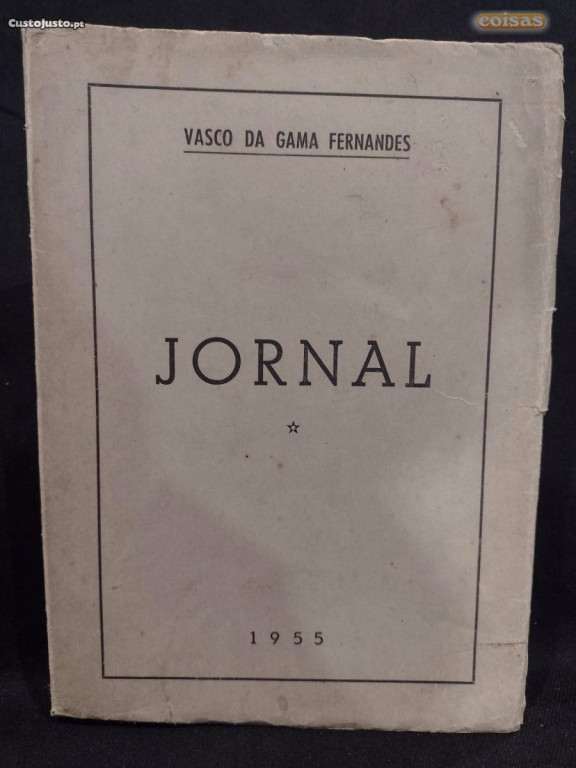 CustoJusto.pt
coisas
VASCO DA GAMA FERNANDES
JORNAL
1955